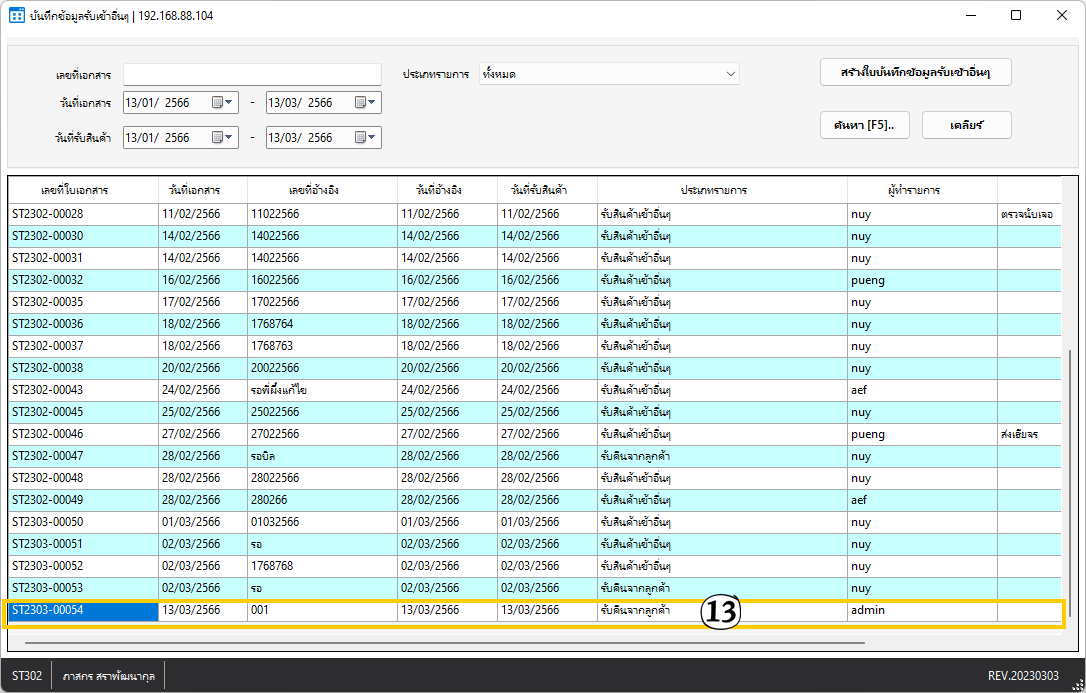 บันทึกข้อมูลรับเข้าอื่นๆ | 192.168.88.104
เลขที่เอกสาร ประเภทรายการ ทั้งหมด สร้างใบบันทึกข้อมูลรับเข้าอื่นๆ
วันที่เอกสาร 13/01/ 2566 - 13/03/ 2566
วันที่รับสินค้า 13/01/ 2566 - 13/03/ 2566 ค้นหา [F5].. เคลียร์
เลขที่ใบเอกสาร วันที่เอกสาร เลขที่อ้างอิง วันที่อ้างอิง วันที่รับสินค้า ประเภทรายการ ผู้ทำรายการ
ST2302-00028 11/02/2566 11022566 11/02/2566 11/02/2566 รับสินค้าเข้าอื่นๆ nuy ตรวจนับเจอ
ST2302-00030 14/02/2566 14022566 14/02/2566 14/02/2566 รับสินค้าเข้าอื่นๆ nuy
ST2302-00031 14/02/2566 14022566 14/02/2566 14/02/2566 รับสินค้าเข้าอื่นๆ nuy
ST2302-00032 16/02/2566 16022566 16/02/2566 16/02/2566 รับสินค้าเข้าอื่นๆ pueng
ST2302-00035 17/02/2566 17022566 17/02/2566 17/02/2566 รับสินค้าเข้าอื่นๆ nuy
ST2302-00036 18/02/2566 1768764 18/02/2566 18/02/2566 รับสินค้าเข้าอื่นๆ nuy
ST2302-00037 18/02/2566 1768763 18/02/2566 18/02/2566 รับสินค้าเข้าอื่นๆ nuy
ST2302-00038 20/02/2566 20022566 20/02/2566 20/02/2566 รับสินค้าเข้าอื่นๆ nuy
ST2302-00043 24/02/2566 รอพี่ผึ้งแก้ไข 24/02/2566 24/02/2566 รับสินค้าเข้าอื่นๆ aef
ST2302-00045 25/02/2566 25022566 25/02/2566 25/02/2566 รับสินค้าเข้าอื่นๆ nuy
ST2302-00046 27/02/2566 27022566 27/02/2566 27/02/2566 รับสินค้าเข้าอื่นๆ pueng ส่งเชียจร
ST2302-00047 28/02/2566 รอบิล 28/02/2566 28/02/2566 รับคืนจากลูกค้า nuy
ST2302-00048 28/02/2566 28022566 28/02/2566 28/02/2566 รับสินค้าเข้าอื่นๆ nuy
ST2302-00049 28/02/2566 280266 28/02/2566 28/02/2566 รับสินค้าเข้าอื่นๆ aef
ST2303-00050 01/03/2566 01032566 01/03/2566 01/03/2566 รับสินค้าเข้าอื่นๆ nuy
ST2303-00051 02/03/2566 รอ 02/03/2566 02/03/2566 รับสินค้าเข้าอื่นๆ nuy
ST2303-00052 02/03/2566 1768768 02/03/2566 02/03/2566 รับสินค้าเข้าอื่นๆ nuy
ST2303-00053 02/03/2566 รอ 02/03/2566 02/03/2566 รับคืนจากลูกค้า nuy
ST2303-00054 13/03/2566 001 13/03/2566 13/03/2566 รับคืนจากลูกค้า 13 admin
ST302 ภาสกร สราพัฒนากุล REV.20230303